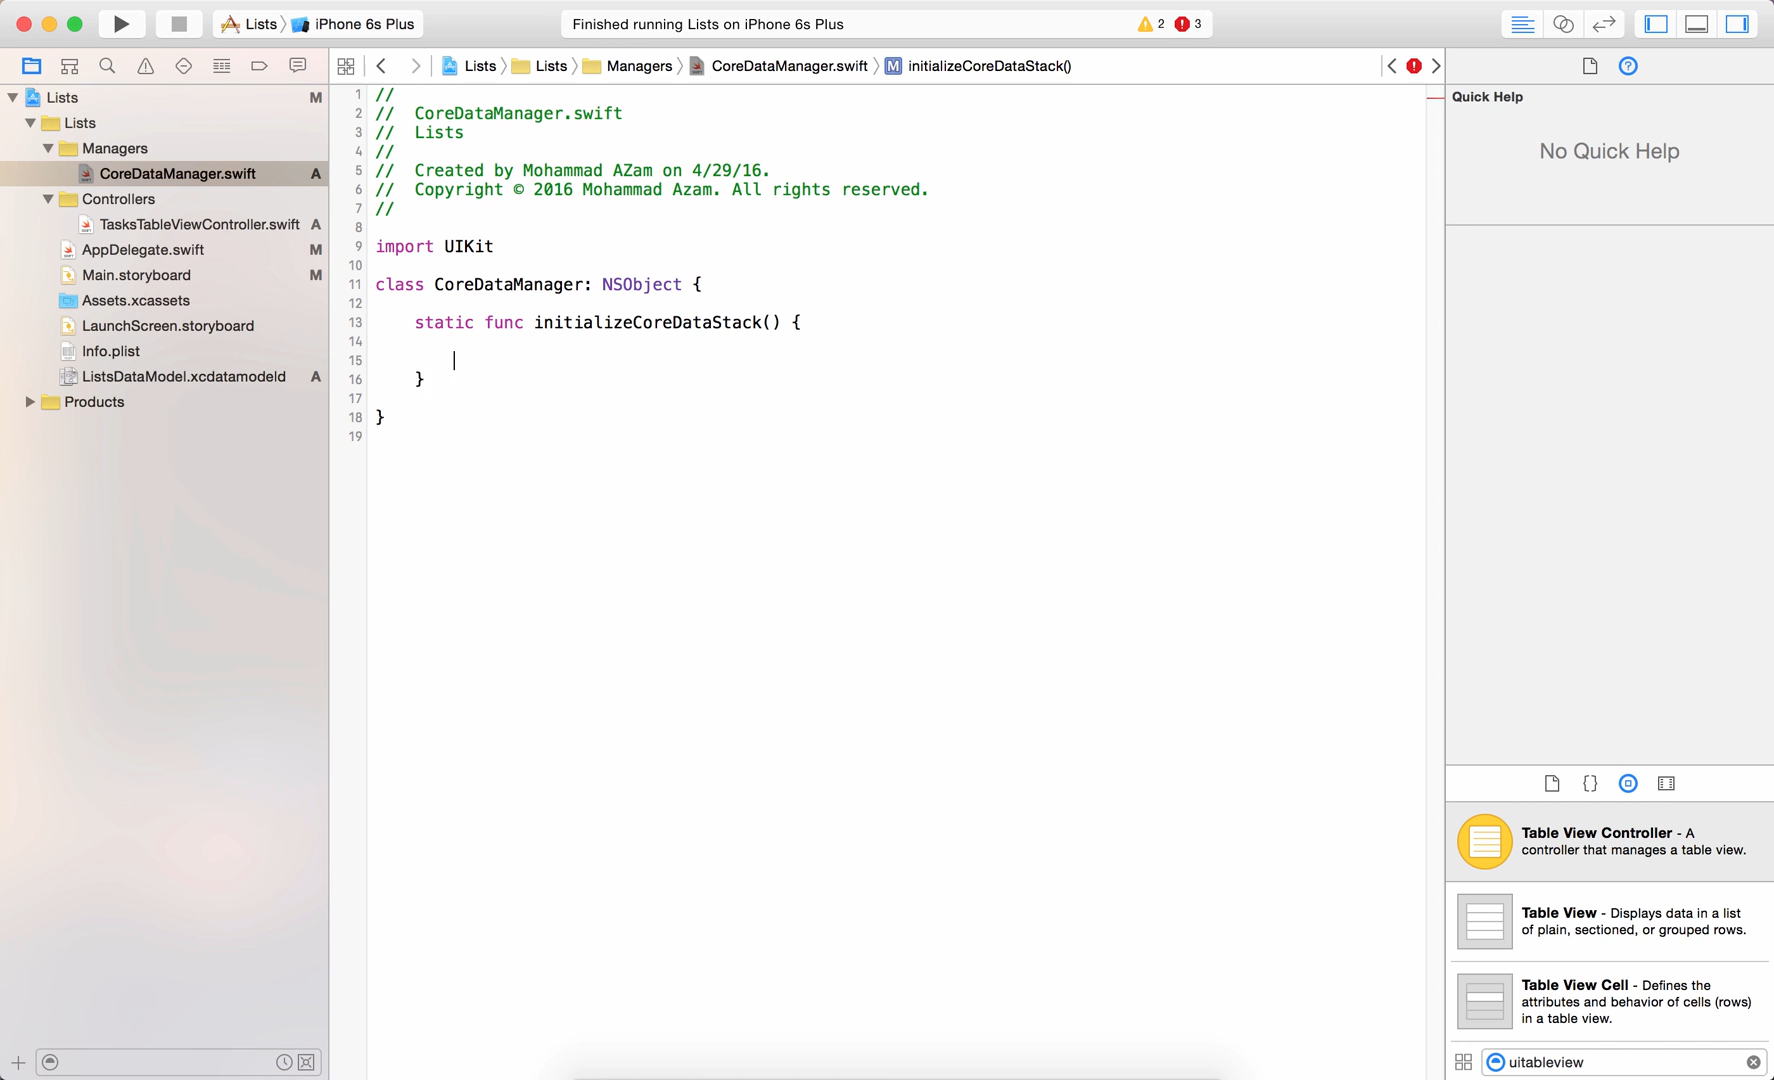 Lists iPhone 6s Plus
Finished running Lists on iPhone 6s Plus 2 3
Lists Lists Managers CoreDataManager.swift M initializeCoreDataStack()
Lists M
Lists
Managers
CoreDataManager.swift A
Controllers
TasksTableViewController.swift A
AppDelegate.swift M
Main.storyboard M
Assets.xcassets
LaunchScreen.storyboard
Info.plist
ListsDataModel.xcdatamodeld A
Products
1 //
2 // CoreDataManager.swift
3 // Lists
4 //
5 // Created by Mohammad AZam on 4/29/16.
6 // Copyright © 2016 Mohammad Azam. All rights reserved.
7 //
8
9 import UIKit
10
11 class CoreDataManager: NSObject {
12
13 static func initializeCoreDataStack() {
14
15
16 }
17
18 }
19
Quick Help
No Quick Help
Table View Controller - A
controller that manages a table view.
Table View - Displays data in a list
of plain, sectioned, or grouped rows.
Table View Cell - Defines the
attributes and behavior of cells (rows)
in a table view.
uitableview